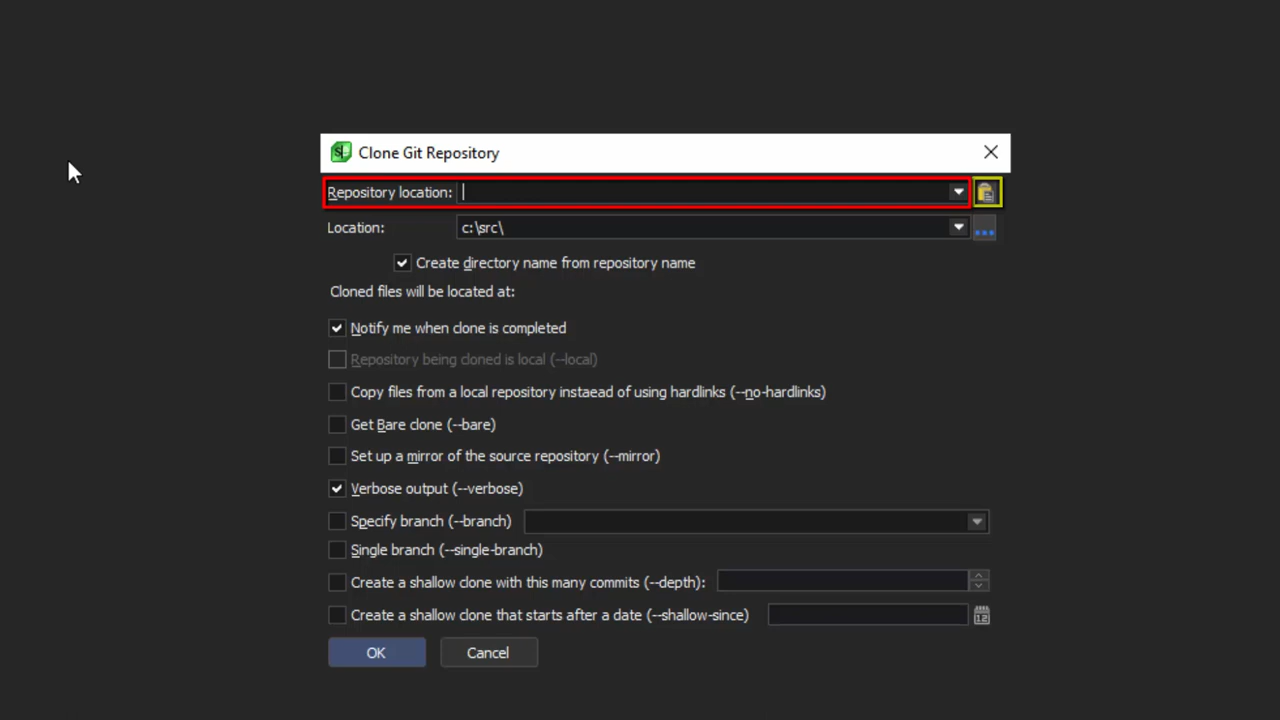 Clone Git Repository
Repository location:
Location: c:\src\
Create directory name from repository name
Cloned files will be located at:
Notify me when clone is completed
Repository being cloned is local (--local)
Copy files from a local repository instaead of using hardlinks (--no-hardlinks)
Get Bare clone (--bare)
Set up a mirror of the source repository (--mirror)
Verbose output (--verbose)
Specify branch (--branch)
Single branch (--single-branch)
Create a shallow clone with this many commits (--depth):
Create a shallow clone that starts after a date (--shallow-since) 12
OK Cancel